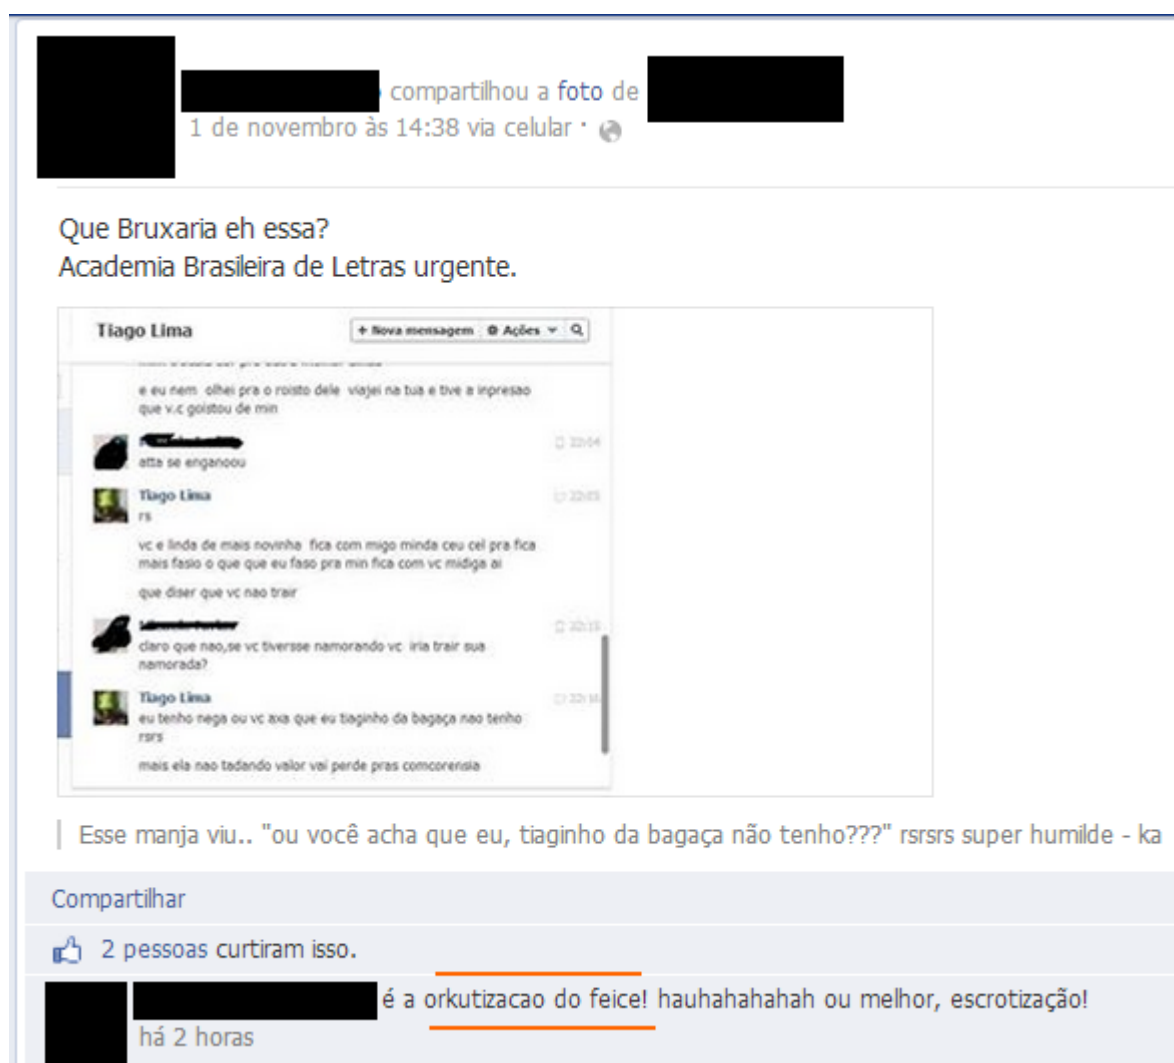 compartilhou a foto de
1 de novembro às 14:38 via celular ·
Que Bruxaria eh essa?
Academia Brasileira de Letras urgente.
Tiago Lima
+ Nova mensagem Ações
e eu nem olhei pra o roisto dele viajei na tua e tive a inpresao
que v.c goistou de min
22:04
atta se enganoou
Tiago Lima
22:05
rs
vc e linda de mais novinha fica com migo minda ceu cel pra fica
mais fasio o que que eu faso pra min fica com vc midiga ai
que diser que vc nao trair
claro que nao,se vc tiversse namorando vc iria trair sua
namorada?
Tiago Lima
eu tenho nega ou vc axa que eu tiaginho da bagaça nao tenho
rsrs
mais ela nao tadando valor vai perde pras comcorensia
Esse manja viu.. "ou você acha que eu, tiaginho da bagaça não tenho???" rsrsrs super humilde - ka
Compartilhar
2 pessoas curtiram isso.
é a orkutizacao do feice! hauhahahahah ou melhor, escrotização!
há 2 horas